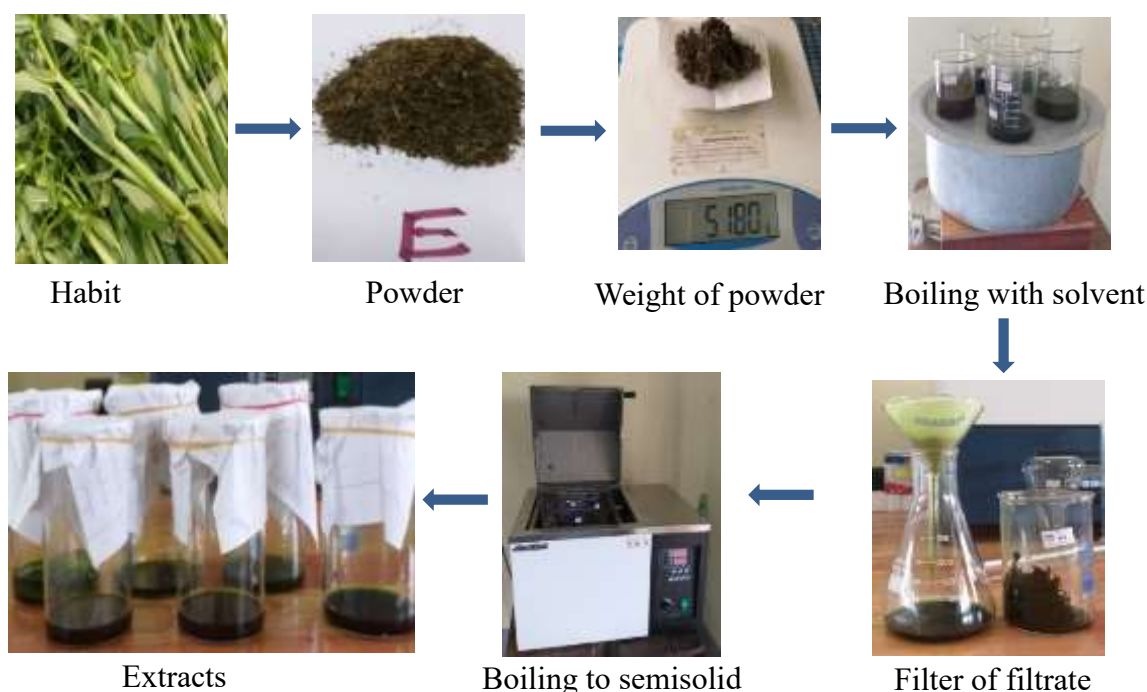 E
5180
Habit
Powder
Weight of powder
Boiling with solvent
Extracts
Boiling to semisolid
Filter of filtrate